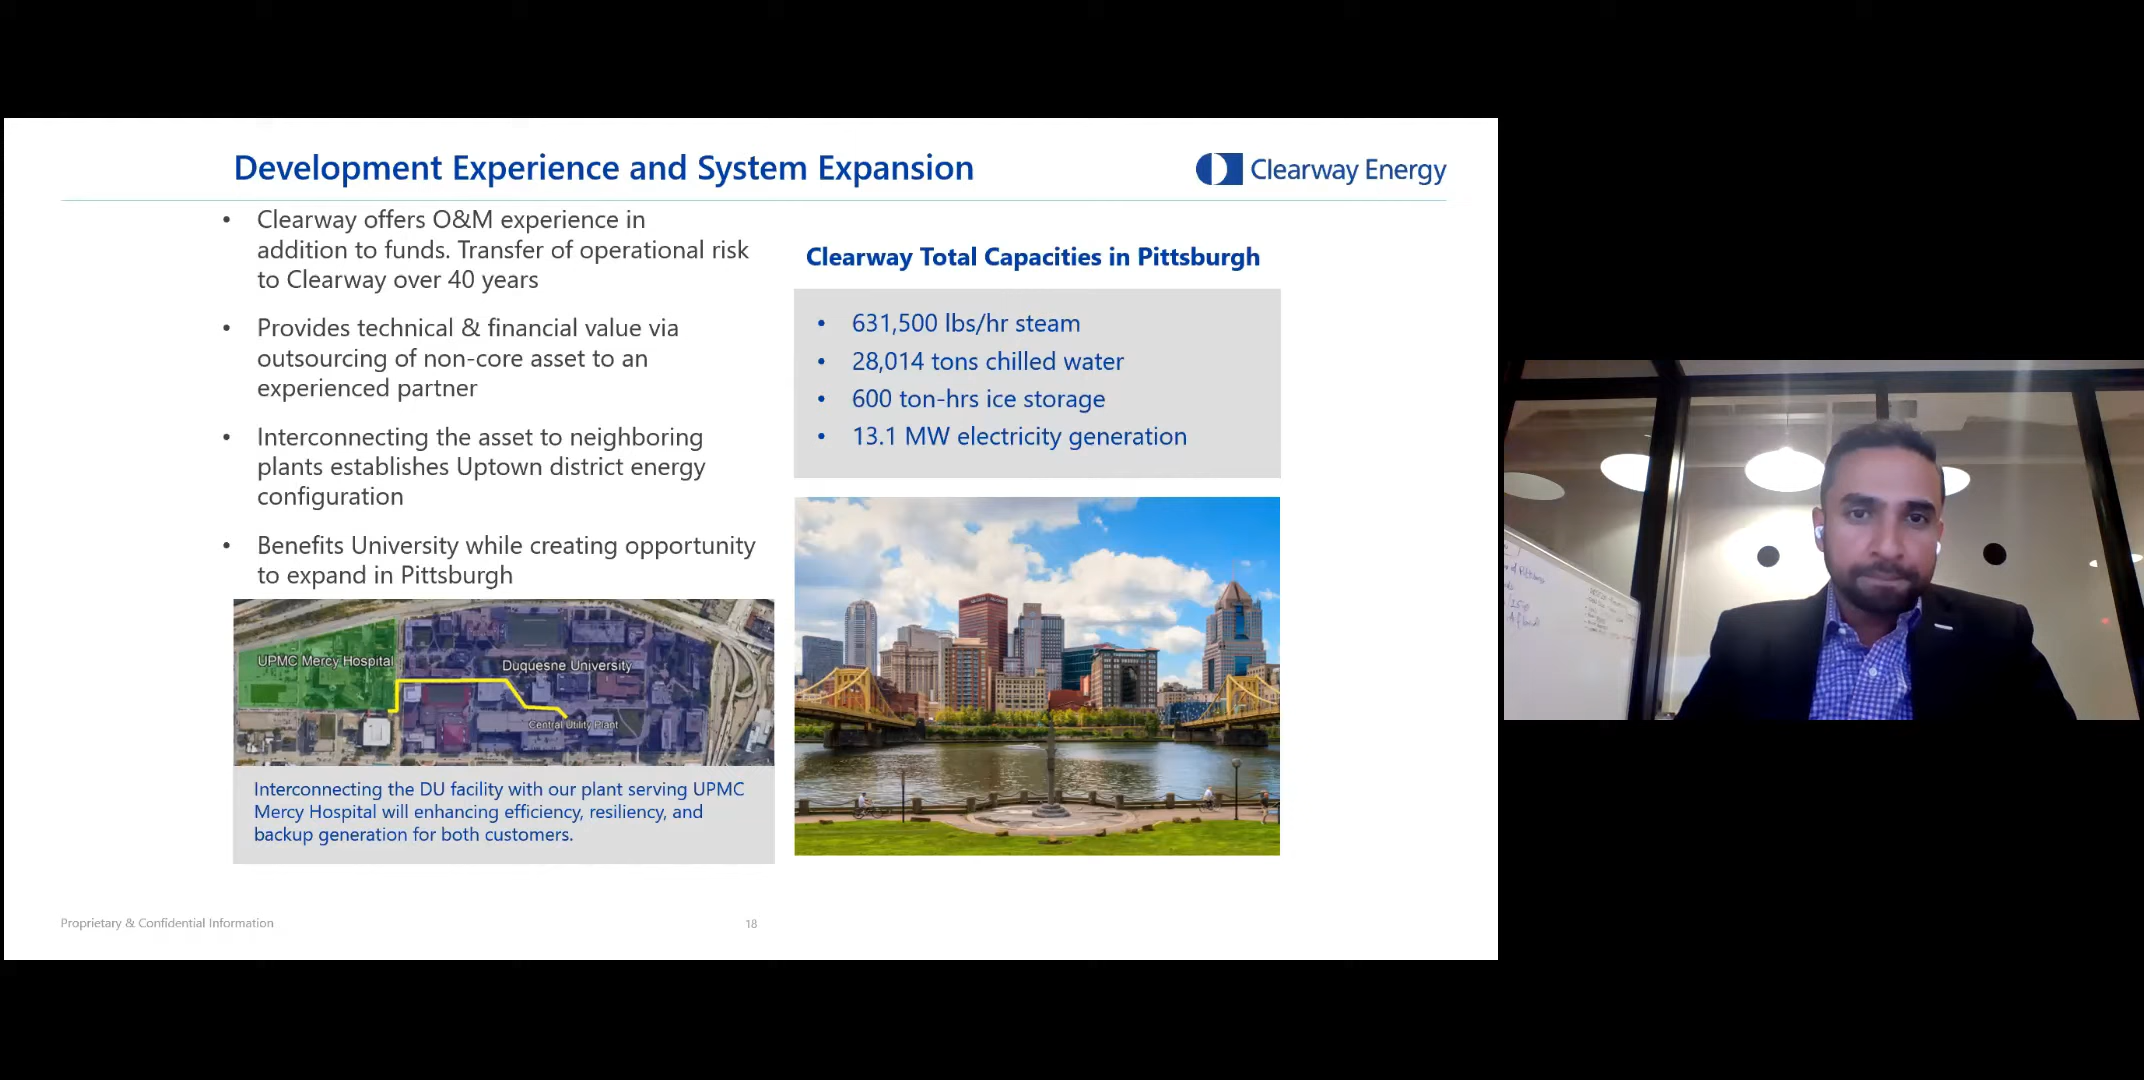 Development Experience and System Expansion
Clearway Energy
• Clearway offers O&M experience in
addition to funds. Transfer of operational risk
to Clearway over 40 years
• Provides technical & financial value via
outsourcing of non-core asset to an
experienced partner
• Interconnecting the asset to neighboring
plants establishes Uptown district energy
configuration
• Benefits University while creating opportunity
to expand in Pittsburgh
UPMC Mercy Hospital
Duquesne University
Central Utility Plant
Interconnecting the DU facility with our plant serving UPMC
Mercy Hospital will enhancing efficiency, resiliency, and
backup generation for both customers.
Clearway Total Capacities in Pittsburgh
• 631,500 lbs/hr steam
• 28,014 tons chilled water
• 600 ton-hrs ice storage
• 13.1 MW electricity generation
Proprietary & Confidential Information
18